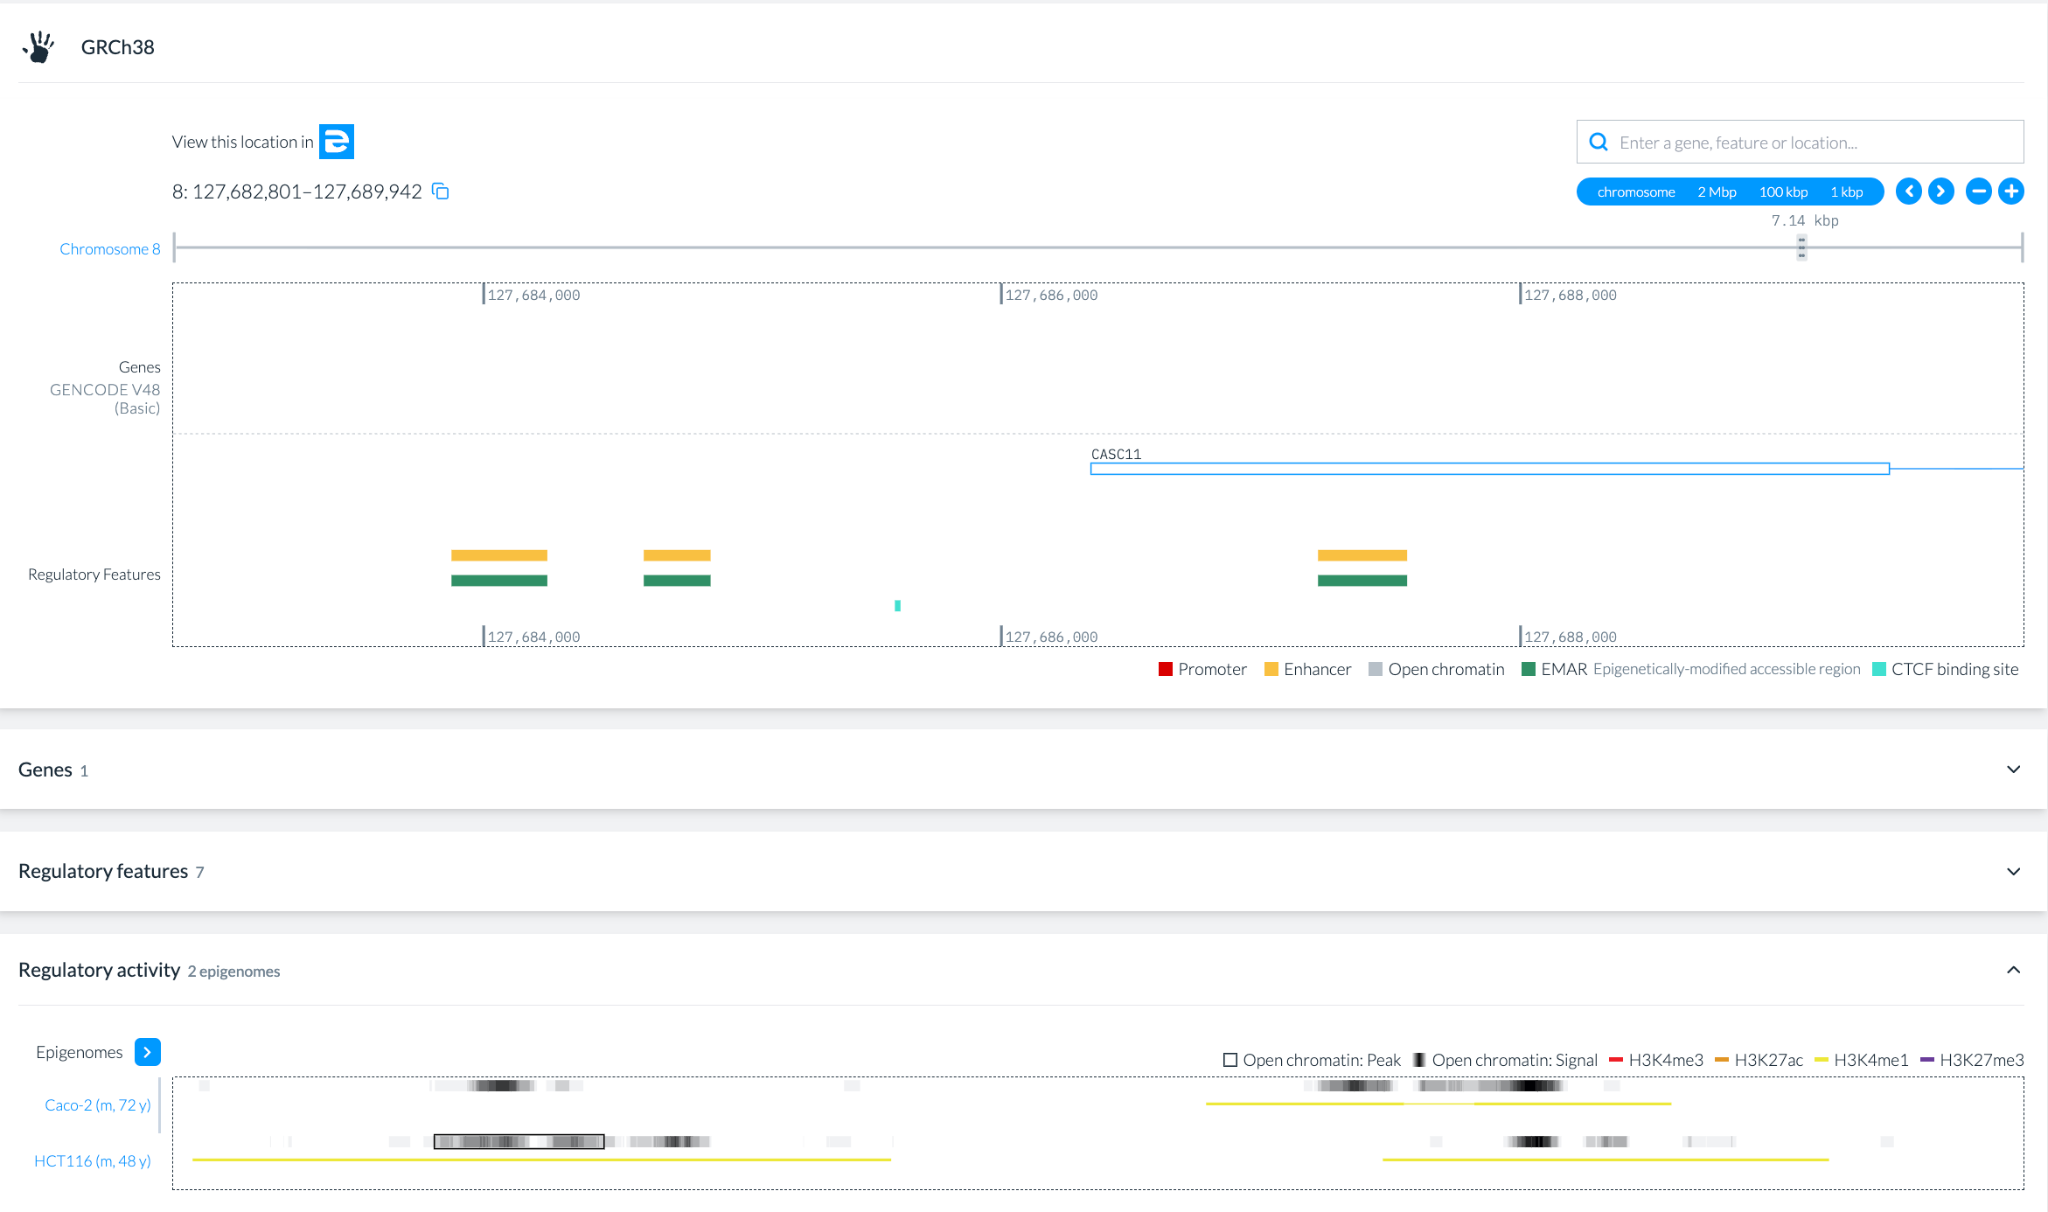 GRCh38
View this location in
Enter a gene, feature or location...
8: 127,682,801–127,689,942
chromosome 2 Mbp 100 kbp 1 kbp
7.14 kbp
Chromosome 8
127,684,000 127,686,000 127,688,000
Genes
GENCODE V48
(Basic)
CASC11
Regulatory Features
127,684,000 127,686,000 127,688,000
Promoter Enhancer Open chromatin EMAR Epigenetically-modified accessible region CTCF binding site
Genes 1
Regulatory features 7
Regulatory activity 2 epigenomes
Epigenomes
Open chromatin: Peak Open chromatin: Signal H3K4me3 H3K27ac H3K4me1 H3K27me3
Caco-2 (m, 72 y)
HCT116 (m, 48 y)